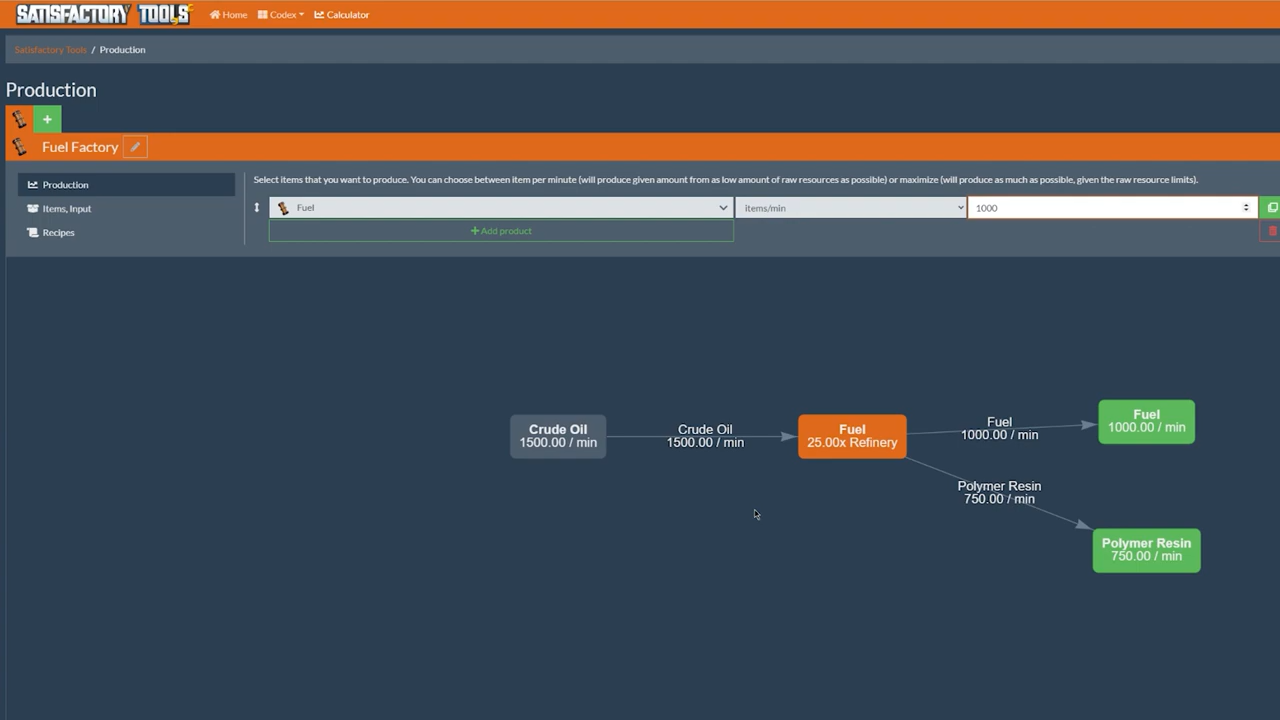 SATISFACTORY TOOLS
Home
Codex
Calculator
Satisfactory Tools / Production
Production
+
Fuel Factory
Production
Items, Input
Recipes
Select items that you want to produce. You can choose between item per minute (will produce given amount from as low amount of raw resources as possible) or maximize (will produce as much as possible, given the raw resource limits).
Fuel
items/min
1000
+ Add product
Crude Oil
1500.00 / min
Crude Oil
1500.00 / min
Fuel
25.00x Refinery
Fuel
1000.00 / min
Fuel
1000.00 / min
Polymer Resin
750.00 / min
Polymer Resin
750.00 / min